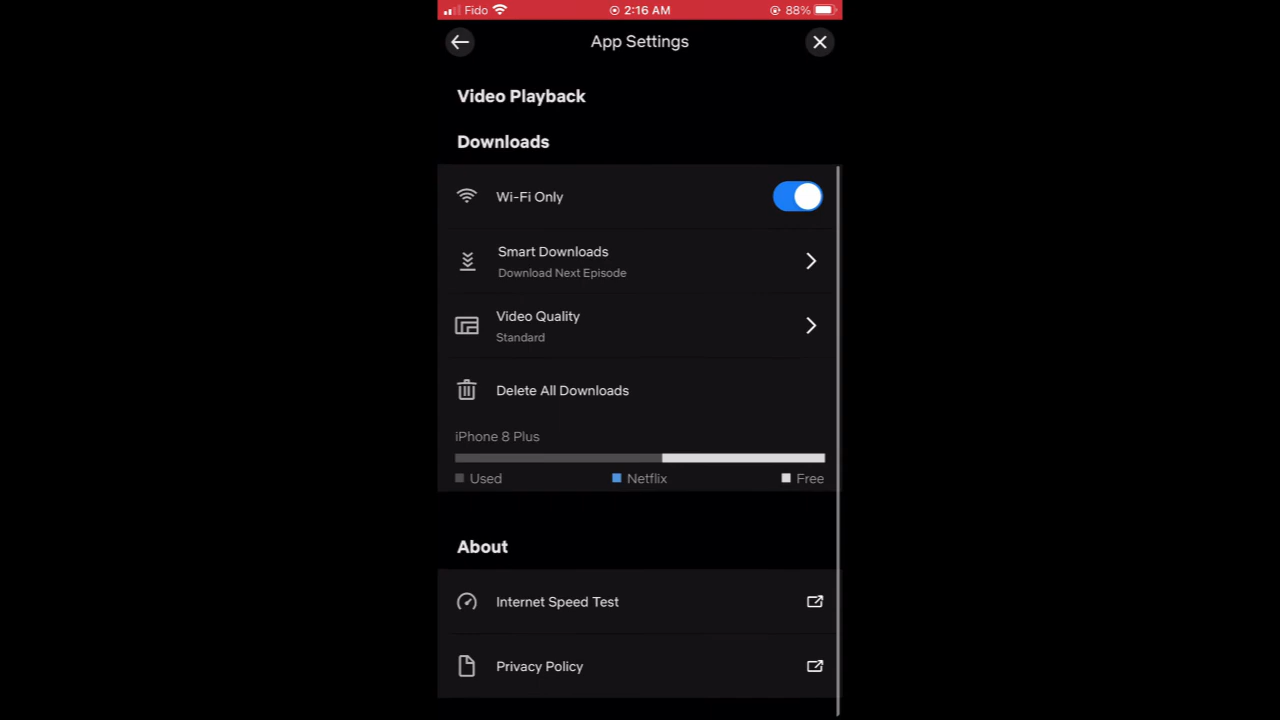 Fido 2:16 AM 88%
App Settings
Video Playback
Downloads
Wi-Fi Only
Smart Downloads
Download Next Episode
Video Quality
Standard
Delete All Downloads
iPhone 8 Plus
Used Netflix Free
About
Internet Speed Test
Privacy Policy